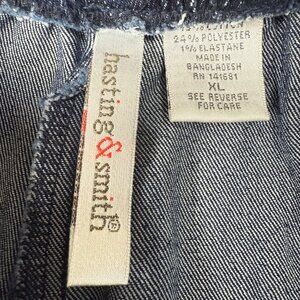 hasting&smith®
24% POLYESTER
1% ELASTANE
MADE IN
BANGLADESH
RN 141681
XL
SEE REVERSE
FOR CARE